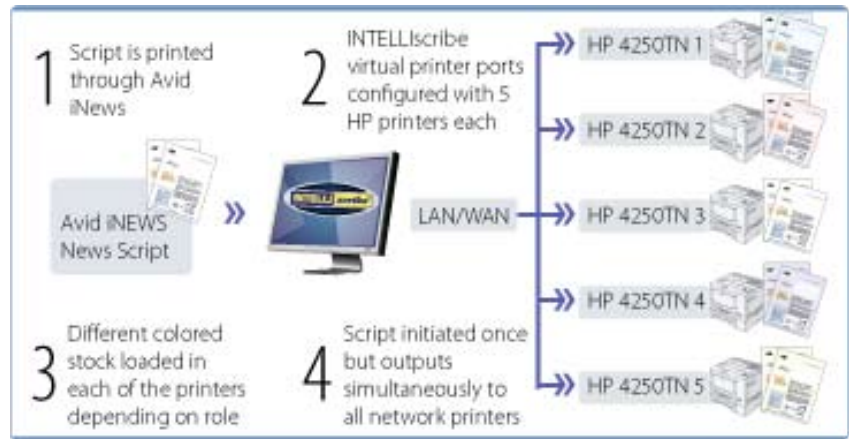 1
Script is printed
through Avid
iNews
2
INTELLIscribe
virtual printer ports
configured with 5
HP printers each
Avid iNEWS
News Script
INTELLIscribe
LAN/WAN
HP 4250TN 1
HP 4250TN 2
HP 4250TN 3
HP 4250TN 4
HP 4250TN 5
3
Different colored
stock loaded in
each of the printers
depending on role
4
Script initiated once
but outputs
simultaneously to
all network printers